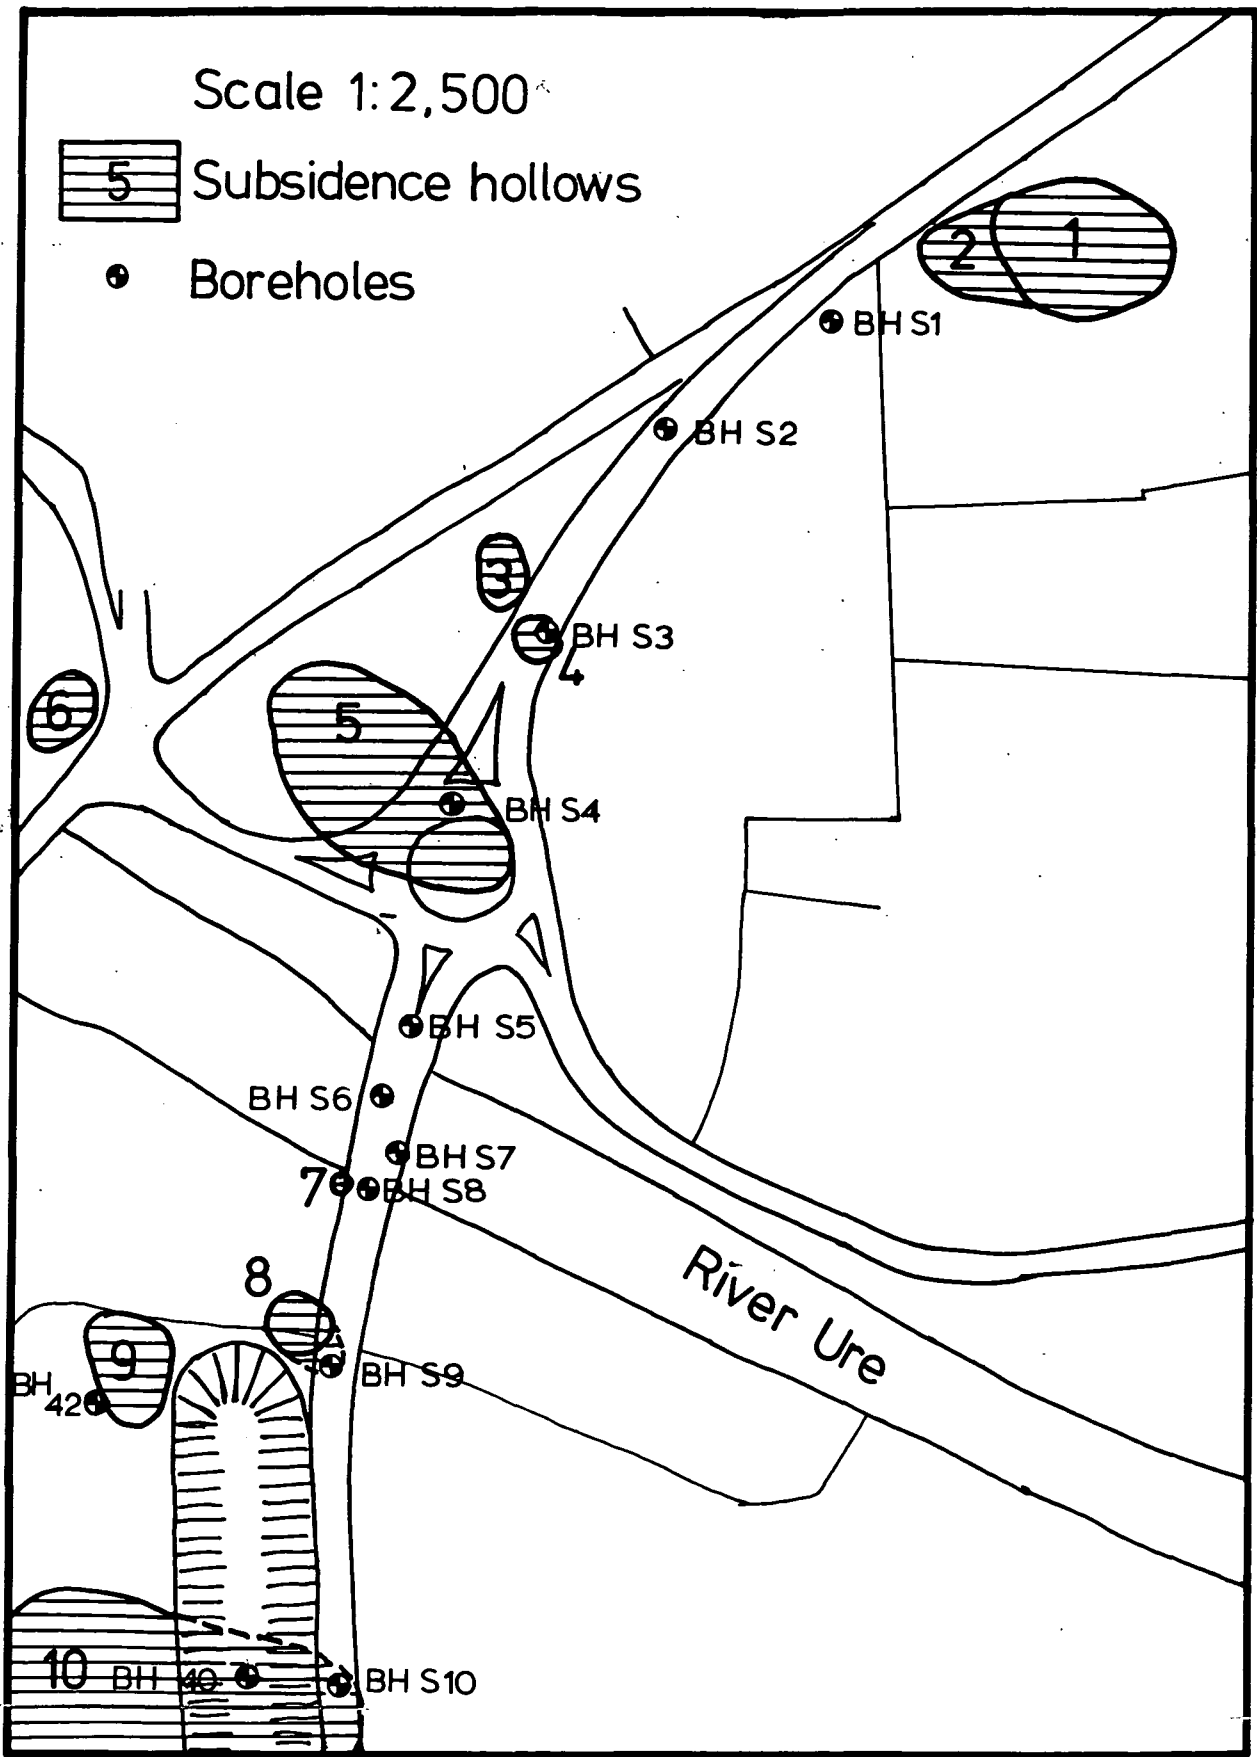 Scale 1:2,500
5 Subsidence hollows
Boreholes
1
2
BH S1
BH S2
3
BH S3
4
6
5
BH S4
BH S5
BH S6
BH S7
7
BH S8
River Ure
8
9
BH S9
BH
42
10 BH 40
BH S10